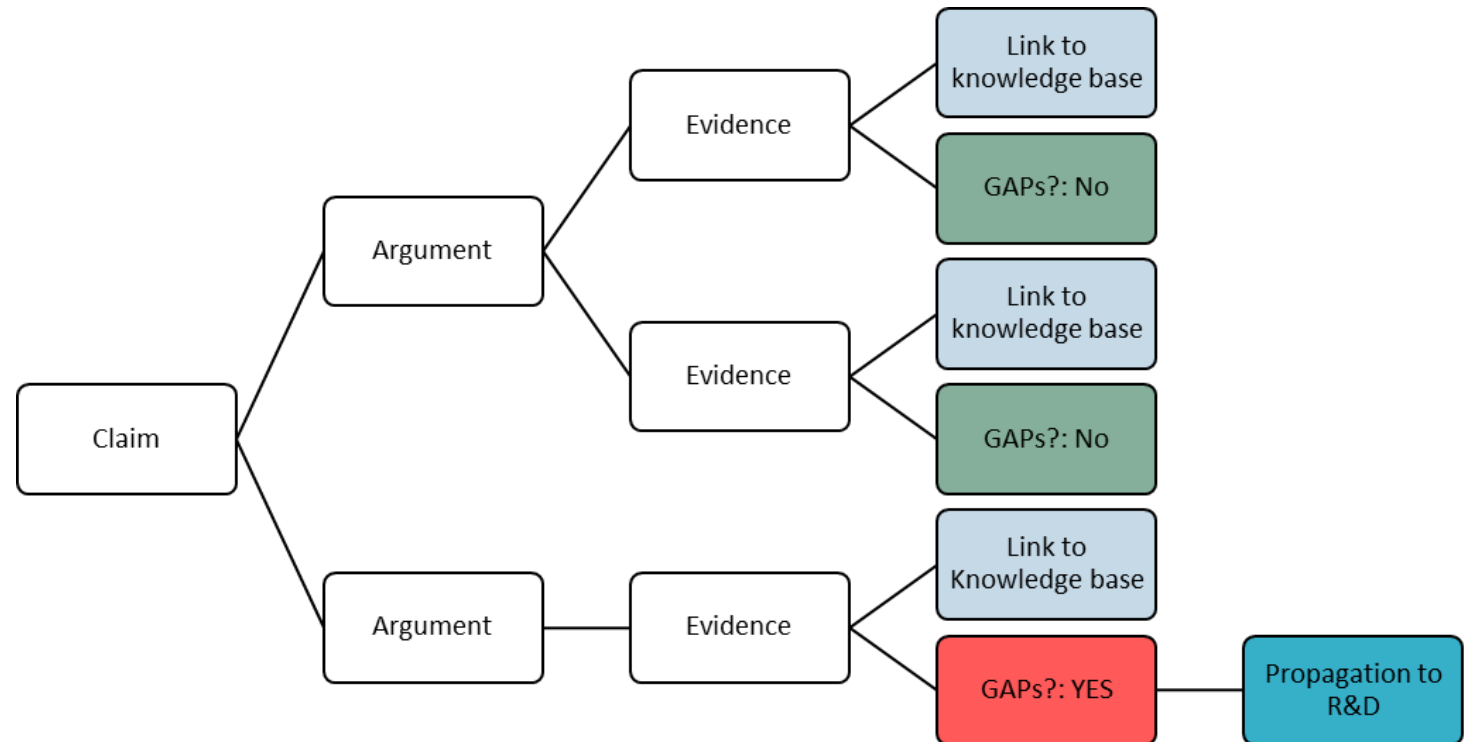 Link to
knowledge base
Evidence
GAPs?: No
Argument
Link to
knowledge base
Evidence
GAPs?: No
Claim
Link to
Knowledge base
Argument
Evidence
GAPs?: YES
Propagation to
R&D